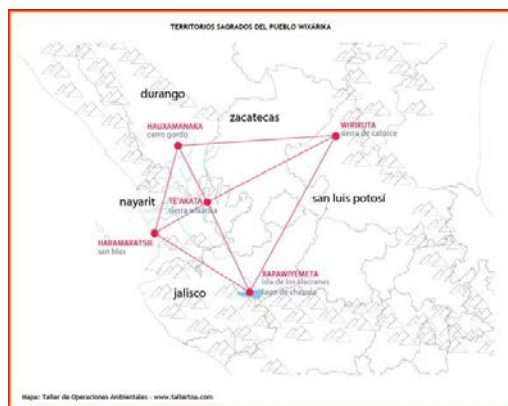 TERRITORIOS SAGRADOS DEL PUEBLO WIXÁRIKA
durango
zacatecas
HAUXAMANAKA
cerro gordo
WIRIKUTA
sierra de catorce
nayarit
TE'AKATA
sierra wixárika
san luis potosí
HARAMARATSIE
san blas
XAPAWIYEMETA
isla de los alacranes
lago de chapala
jalisco
Mapa: Taller de Operaciones Ambientales - www.tallertoa.com